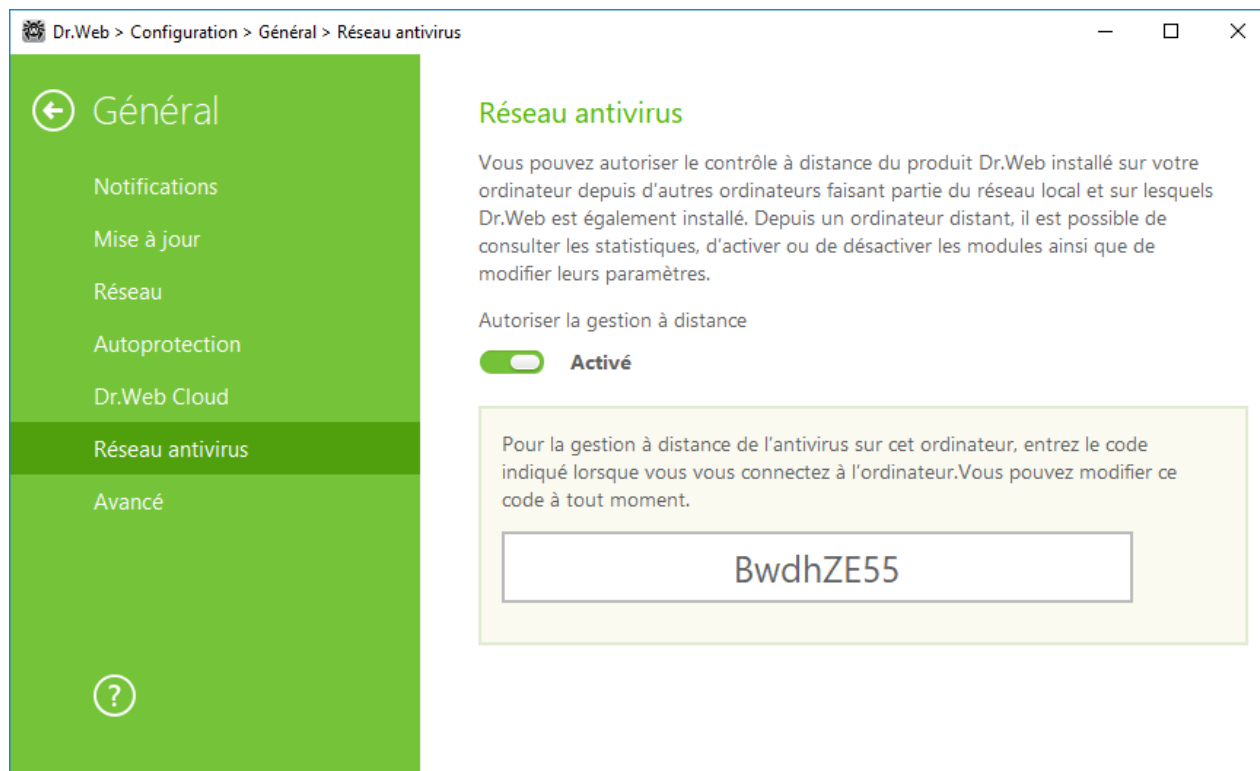 Dr.Web > Configuration > Général > Réseau antivirus
Général
Notifications
Mise à jour
Réseau
Autoprotection
Dr.Web Cloud
Réseau antivirus
Avancé
?
Réseau antivirus
Vous pouvez autoriser le contrôle à distance du produit Dr.Web installé sur votre
ordinateur depuis d'autres ordinateurs faisant partie du réseau local et sur lesquels
Dr.Web est également installé. Depuis un ordinateur distant, il est possible de
consulter les statistiques, d'activer ou de désactiver les modules ainsi que de
modifier leurs paramètres.
Autoriser la gestion à distance
Activé
Pour la gestion à distance de l'antivirus sur cet ordinateur, entrez le code
indiqué lorsque vous vous connectez à l'ordinateur.Vous pouvez modifier ce
code à tout moment.
BwdhZE55